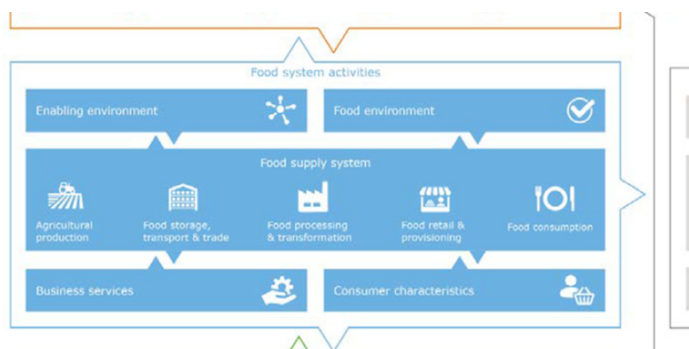 Food system activities
Enabling environment
Food environment
Food supply system
Agricultural
production
Food storage,
transport & trade
Food processing
& transformation
Food retail &
provisioning
Food consumption
Business services
Consumer characteristics